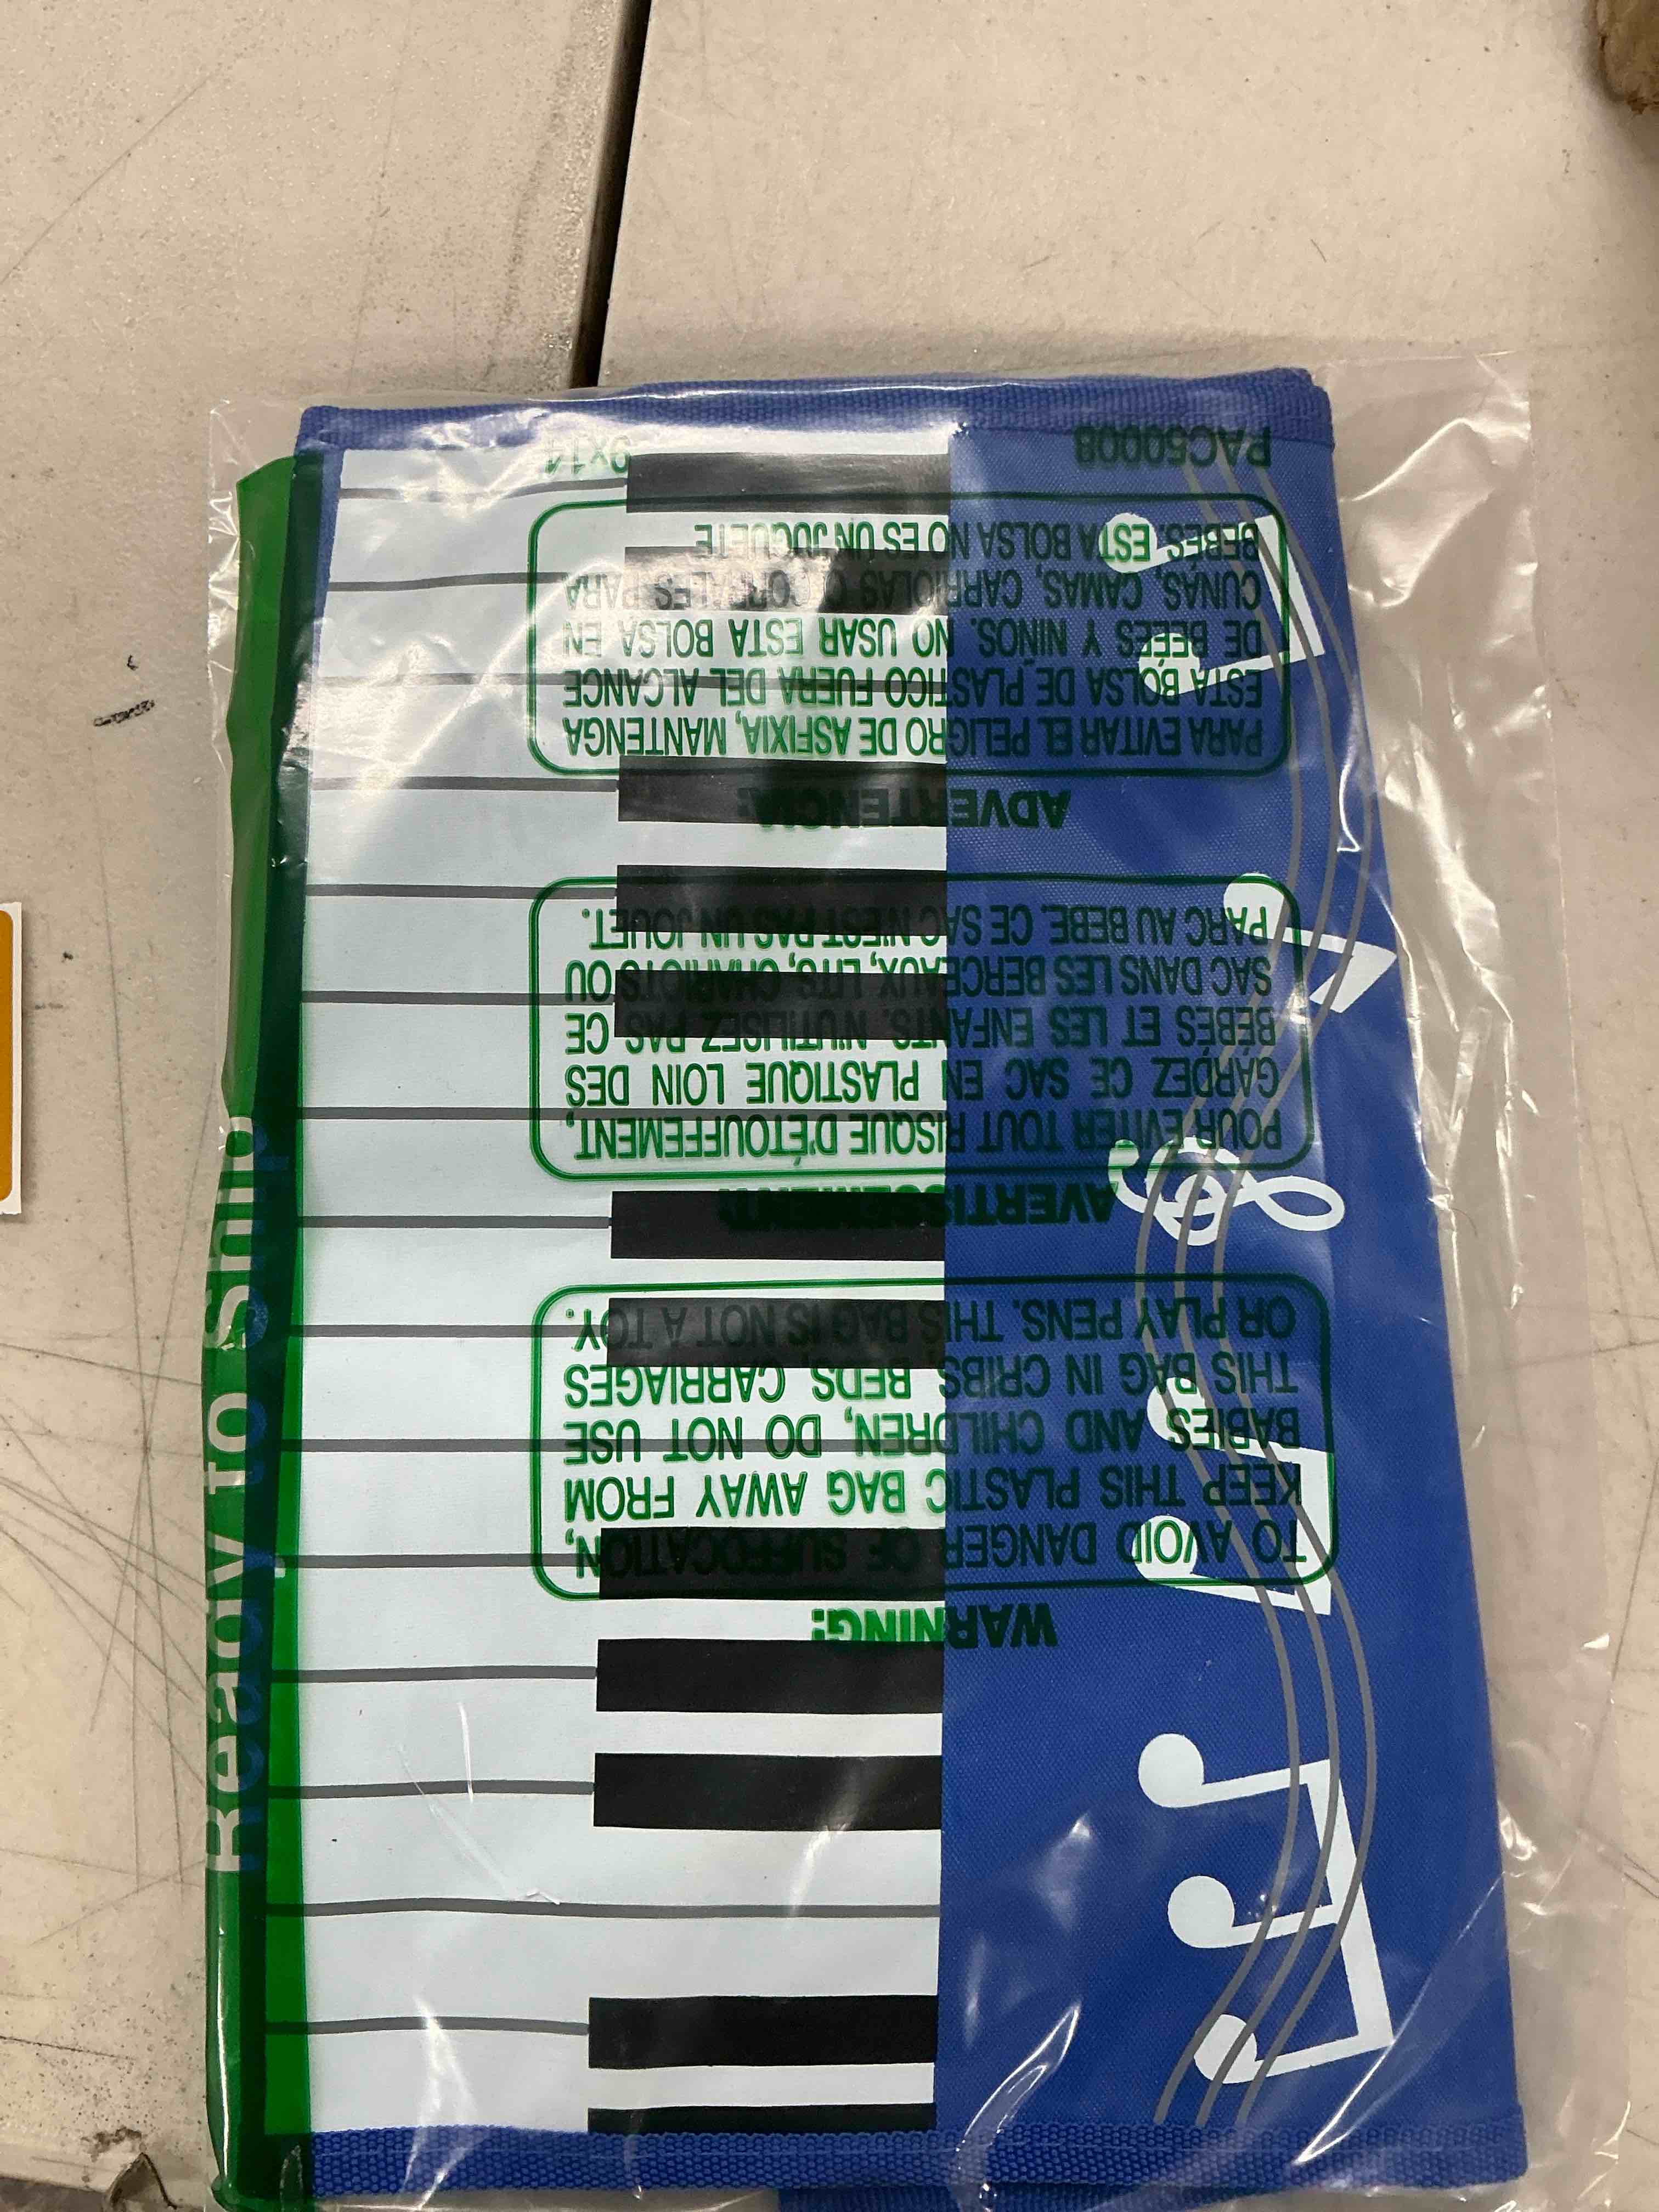 WARNING!
TO AVOID DANGER OF SUFFOCATION,
KEEP THIS PLASTIC BAG AWAY FROM
BABIES AND CHILDREN, DO NOT USE
THIS BAG IN CRIBS, BEDS, CARRIAGES
OR PLAY PENS. THIS BAG IS NOT A TOY.
AVERTISSEMENT:
POUR EVITER TOUT RISQUE D'ÉTOUFFEMENT,
GARDEZ CE SAC EN PLASTIQUE LOIN DES
BÉBÉS ET LES ENFANTS. N'UTILISEZ PAS CE
SAC DANS LES BERCEAUX, LITS, CHARIOTS OU
PARC AU BEBE. CE SAC N'EST PAS UN JOUET.
ADVERTENCIA:
PARA EVITAR EL PELIGRO DE ASFIXIA, MANTENGA
ESTA BOLSA DE PLASTICO FUERA DEL ALCANCE
DE BEBES Y NIÑOS. NO USAR ESTA BOLSA EN
CUNAS, CAMAS, CARRIOLAS O CORRALES PARA
BEBÉS. ESTA BOLSA NO ES UN JUGUETE
PAC50008
9x14
Ready to Ship